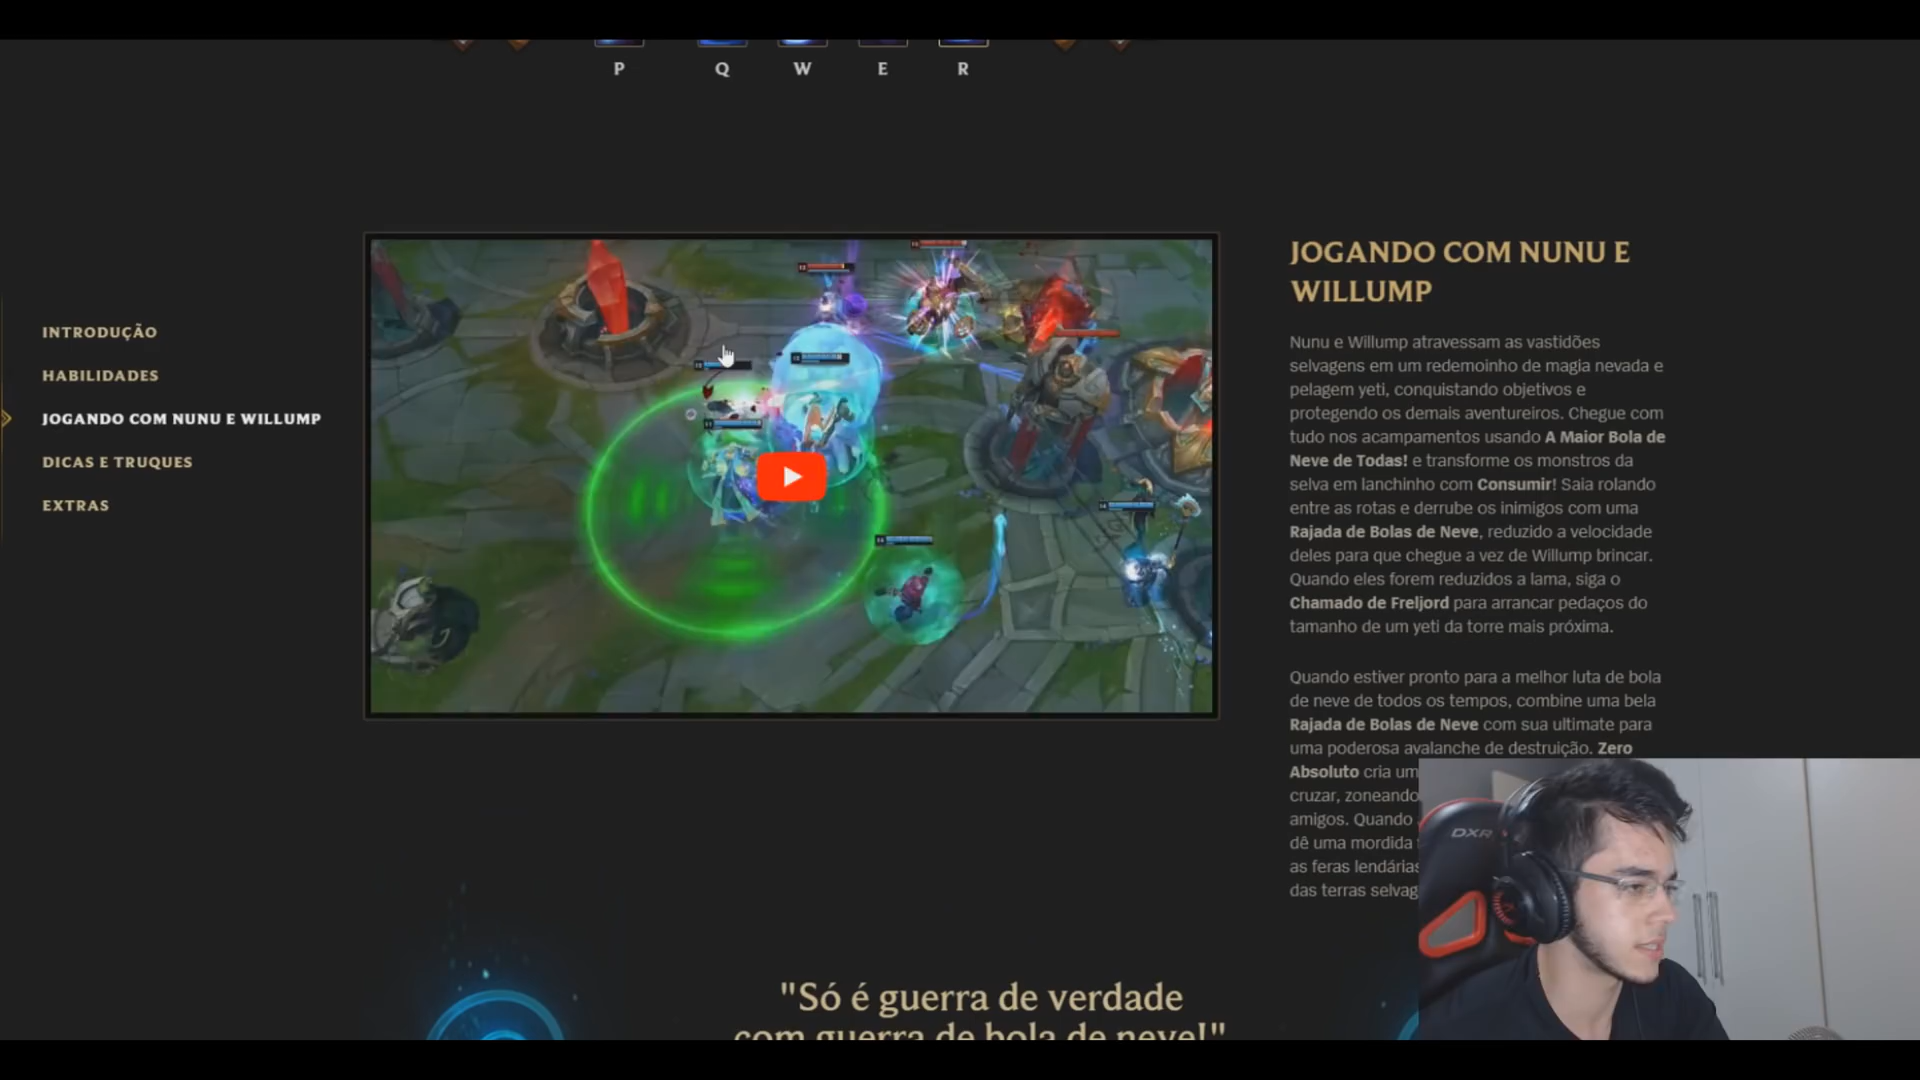 P Q W E R
INTRODUÇÃO
HABILIDADES
JOGANDO COM NUNU E WILLUMP
DICAS E TRUQUES
EXTRAS
JOGANDO COM NUNU E
WILLUMP
Nunu e Willump atravessam as vastidões
selvagens em um redemoinho de magia nevada e
pelagem yeti, conquistando objetivos e
protegendo os demais aventureiros. Chegue com
tudo nos acampamentos usando A Maior Bola de
Neve de Todas! e transforme os monstros da
selva em lanchinho com Consumir! Saia rolando
entre as rotas e derrube os inimigos com uma
Rajada de Bolas de Neve, reduzido a velocidade
deles para que chegue a vez de Willump brincar.
Quando eles forem reduzidos a lama, siga o
Chamado de Freljord para arrancar pedaços do
tamanho de um yeti da torre mais próxima.
Quando estiver pronto para a melhor luta de bola
de neve de todos os tempos, combine uma bela
Rajada de Bolas de Neve com sua ultimate para
uma poderosa avalanche de destruição. Zero
Absoluto cria um
cruzar, zoneando
amigos. Quando
dê uma mordida
as feras lendárias
das terras selvag
DXR
"Só é guerra de verdade
com guerra de bola de neve!"